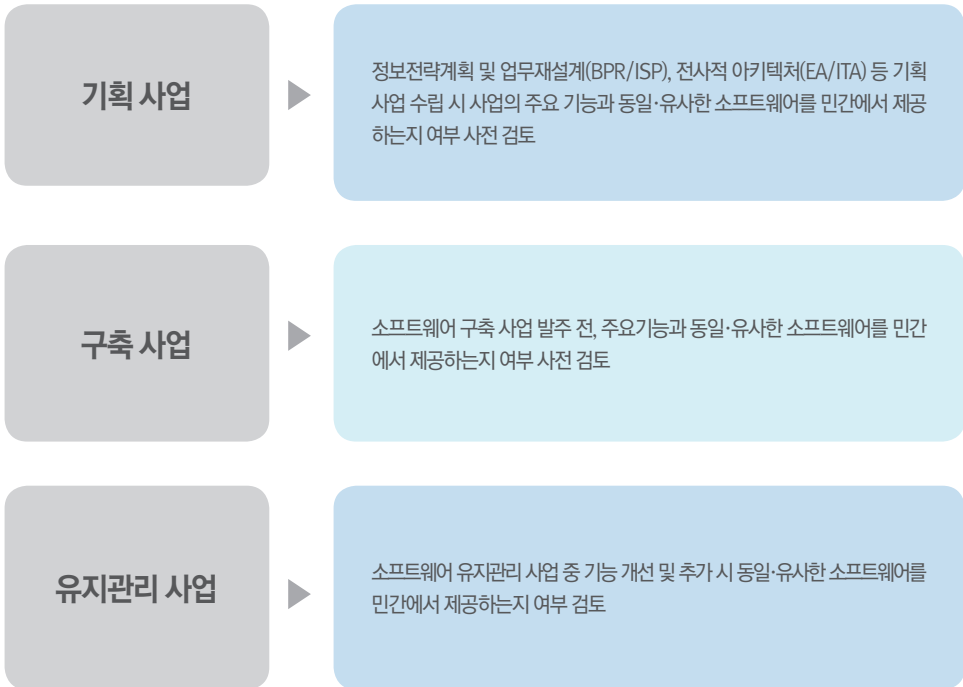 기획 사업
정보전략계획 및 업무재설계(BPR/ISP), 전사적 아키텍처(EA/ITA) 등 기획
사업 수립 시 사업의 주요 기능과 동일·유사한 소프트웨어를 민간에서 제공
하는지 여부 사전 검토
구축 사업
소프트웨어 구축 사업 발주 전, 주요기능과 동일·유사한 소프트웨어를 민간
에서 제공하는지 여부 사전 검토
유지관리 사업
소프트웨어 유지관리 사업 중 기능 개선 및 추가 시 동일·유사한 소프트웨어를
민간에서 제공하는지 여부 검토